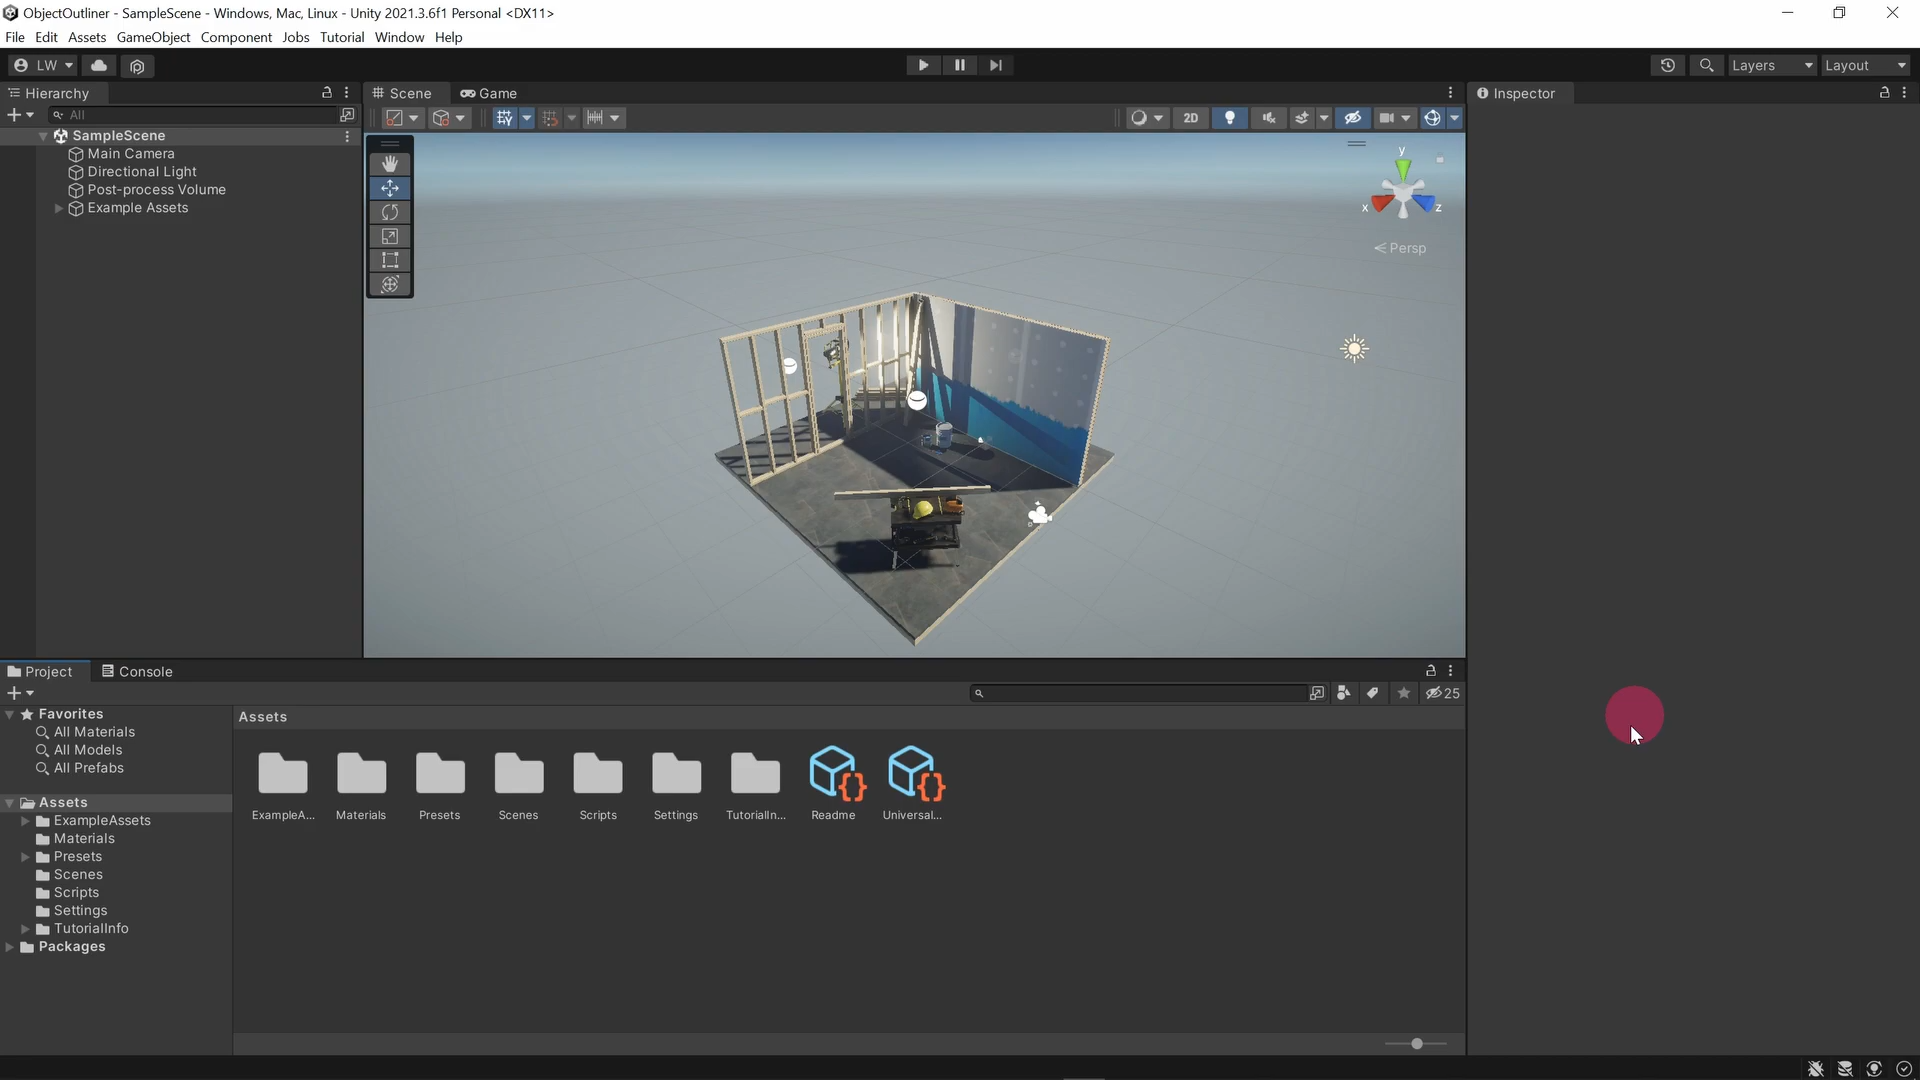 ObjectOutliner - SampleScene - Windows, Mac, Linux - Unity 2021.3.6f1 Personal <DX11>
File Edit Assets GameObject Component Jobs Tutorial Window Help
LW
Layers
Layout
Hierarchy
Scene
Game
Inspector
All
2D
SampleScene
Main Camera
Directional Light
Post-process Volume
Example Assets
y
x
z
Persp
Project
Console
25
Favorites
All Materials
All Models
All Prefabs
Assets
ExampleAssets
Materials
Presets
Scenes
Scripts
Settings
TutorialInfo
Packages
Assets
ExampleA...
Materials
Presets
Scenes
Scripts
Settings
TutorialIn...
Readme
Universal...